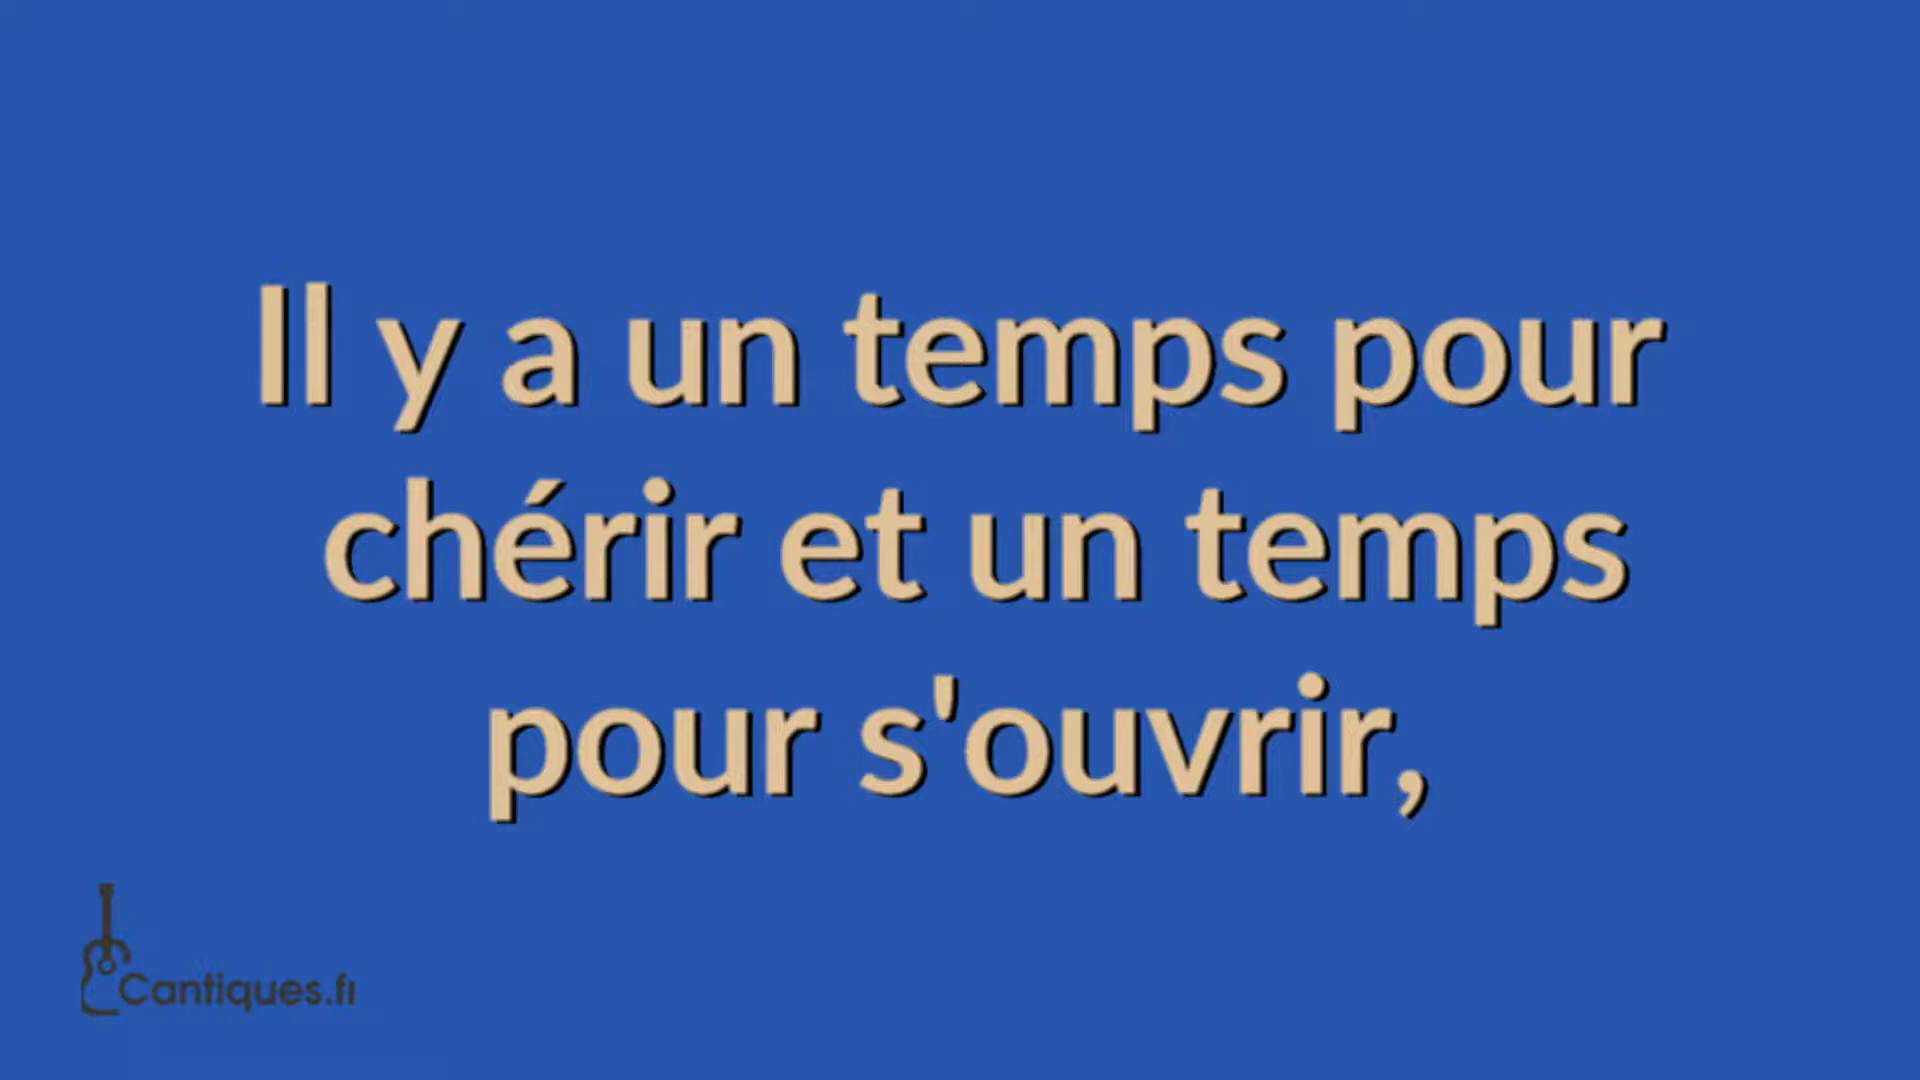 Il y a un temps pour
chérir et un temps
pour s'ouvrir,
Cantiques.fr